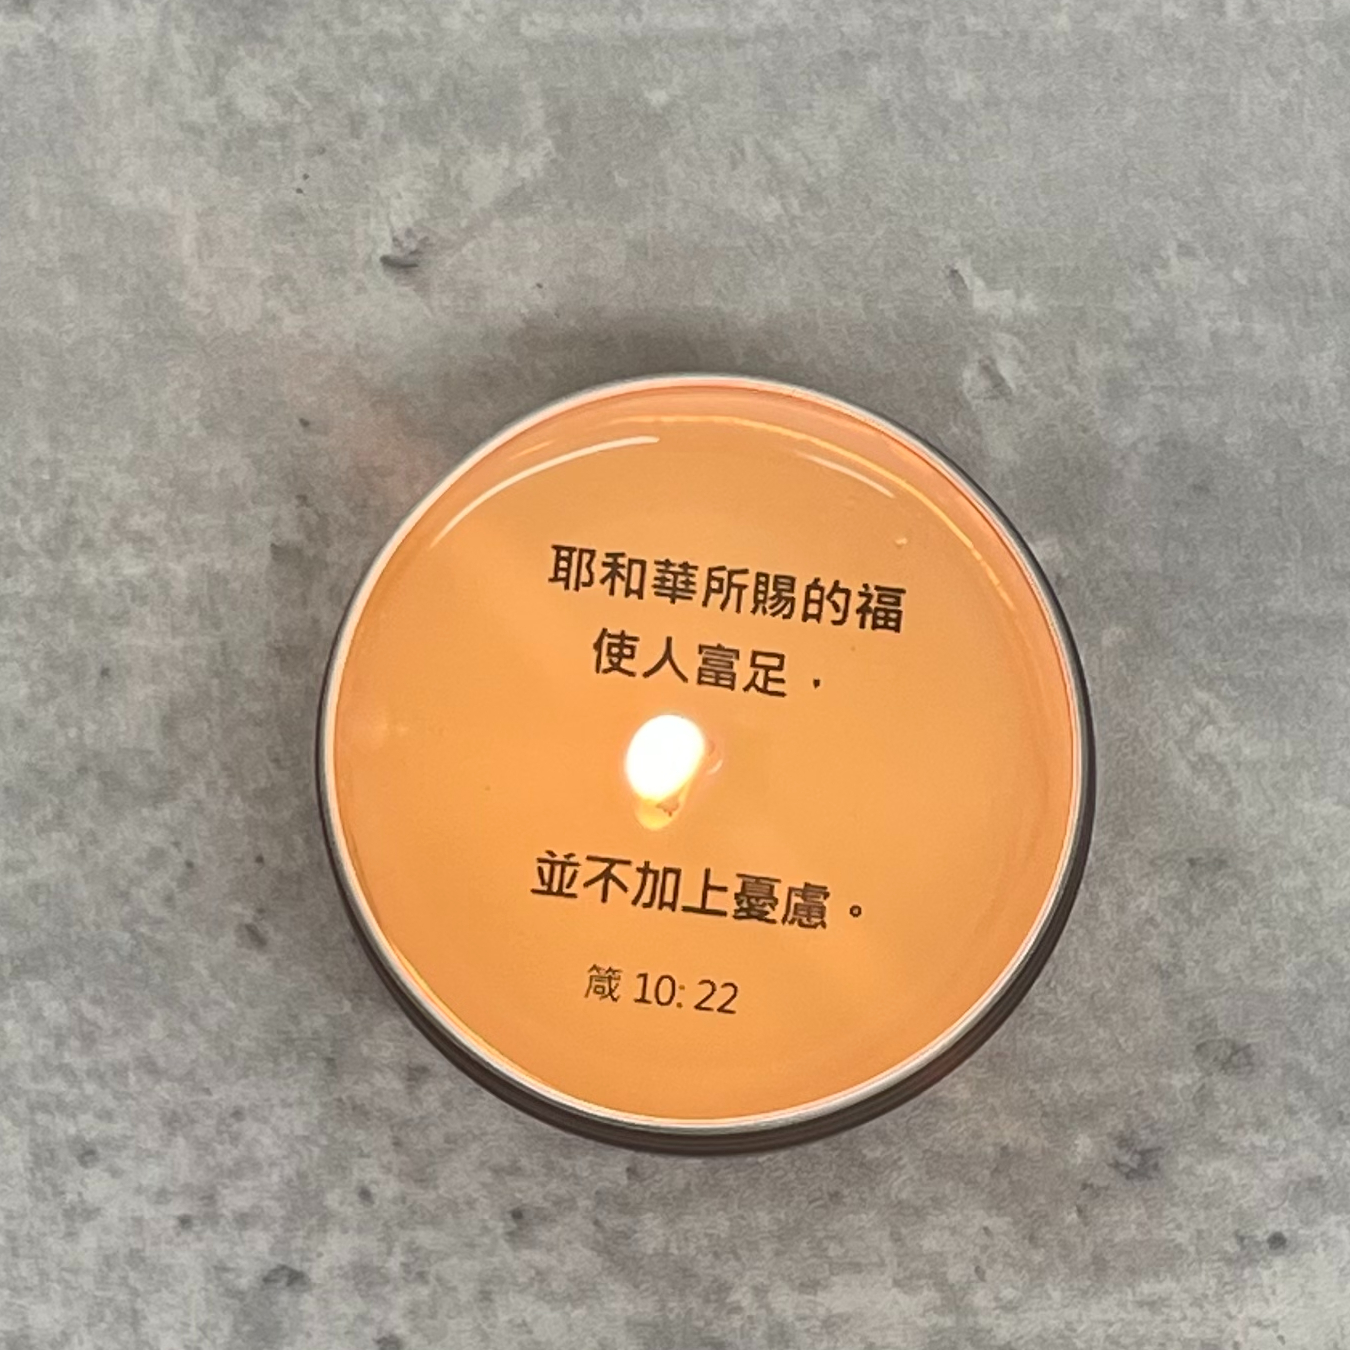 耶和華所賜的福
使人富足，
並不加上憂慮。
箴 10: 22